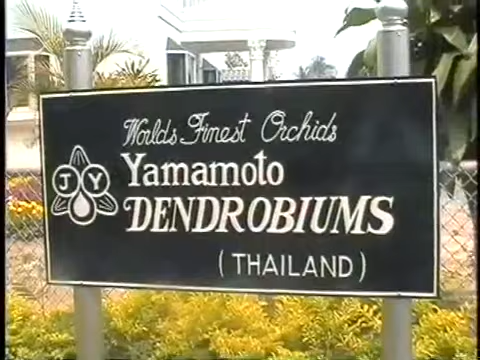 Worlds Finest Orchids
JY
Yamamoto
DENDROBIUMS
(THAILAND)